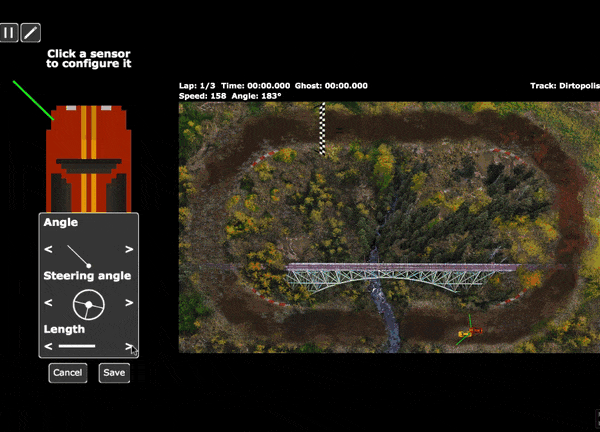 Click a sensor
to configure it
Lap: 1/3 Time: 00:00.000 Ghost: 00:00.000
Track: Dirtopolis
Speed: 158 Angle: 183°
Angle
< >
Steering angle
< >
Length
< >
Cancel Save